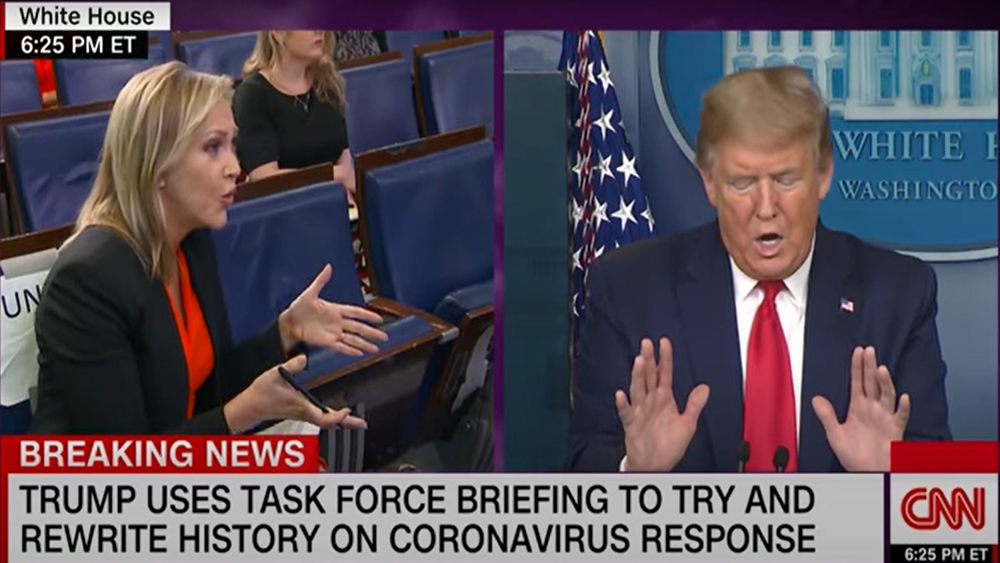 White House
6:25 PM ET
UN
WHITE H
WASHINGTO
BREAKING NEWS
TRUMP USES TASK FORCE BRIEFING TO TRY AND
REWRITE HISTORY ON CORONAVIRUS RESPONSE
CNN
6:25 PM ET